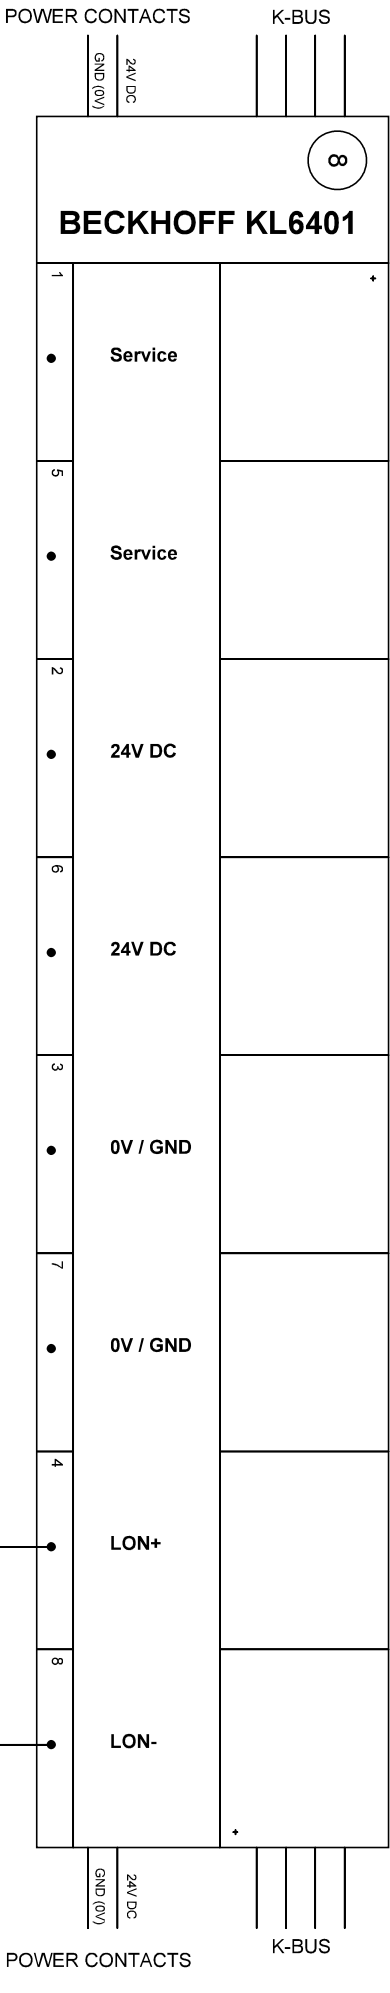 POWER CONTACTS
K-BUS
GND (0V)
24V DC
8
BECKHOFF KL6401
1
Service
5
Service
2
24V DC
6
24V DC
3
0V / GND
7
0V / GND
4
LON+
8
LON-
GND (0V)
24V DC
POWER CONTACTS
K-BUS